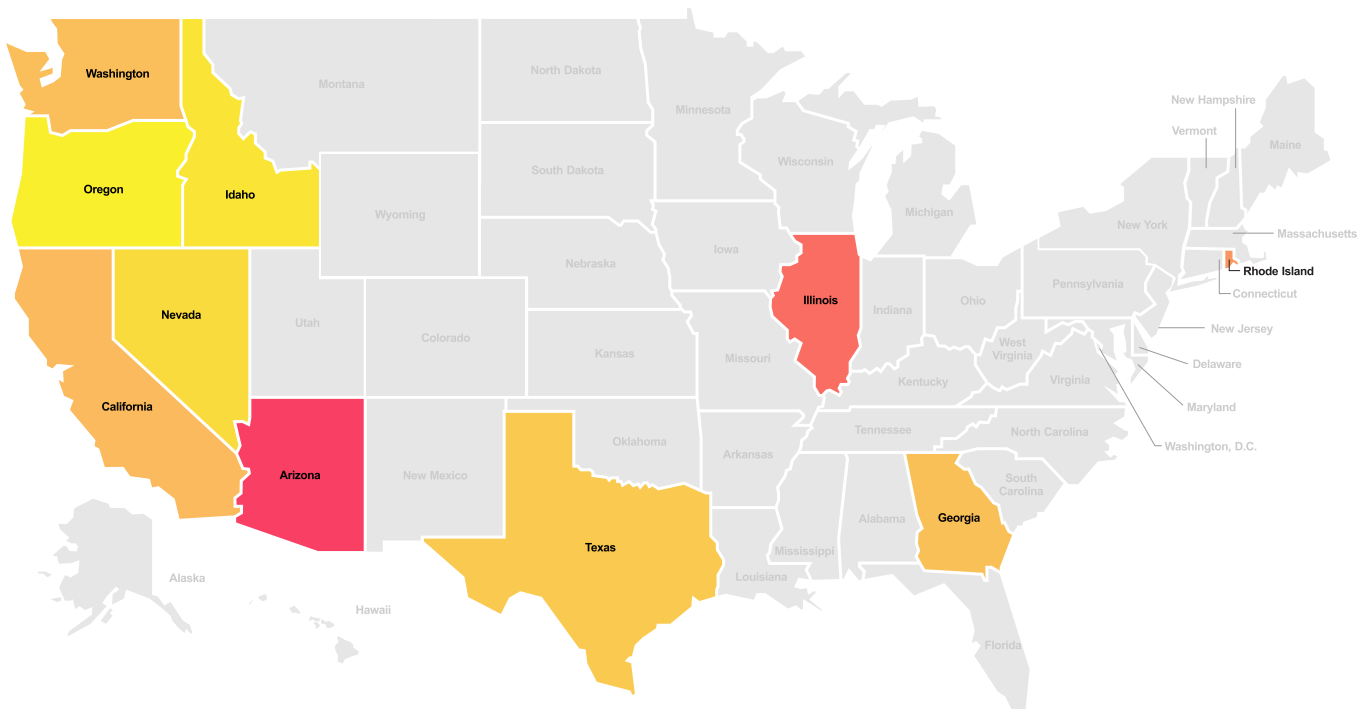 Washington
Montana
North Dakota
Minnesota
New Hampshire
Vermont
Maine
Wisconsin
South Dakota
Oregon
Idaho
Wyoming
Michigan
New York
Massachusetts
Iowa
Nebraska
Rhode Island
Connecticut
Pennsylvania
Illinois
Indiana
Ohio
Nevada
Utah
Colorado
New Jersey
Kansas
Missouri
West
Virginia
Delaware
Virginia
Kentucky
California
Maryland
Tennessee
North Carolina
Oklahoma
Washington, D.C.
Arkansas
Arizona
New Mexico
South
Carolina
Georgia
Alabama
Texas
Mississippi
Louisiana
Alaska
Hawaii
Florida